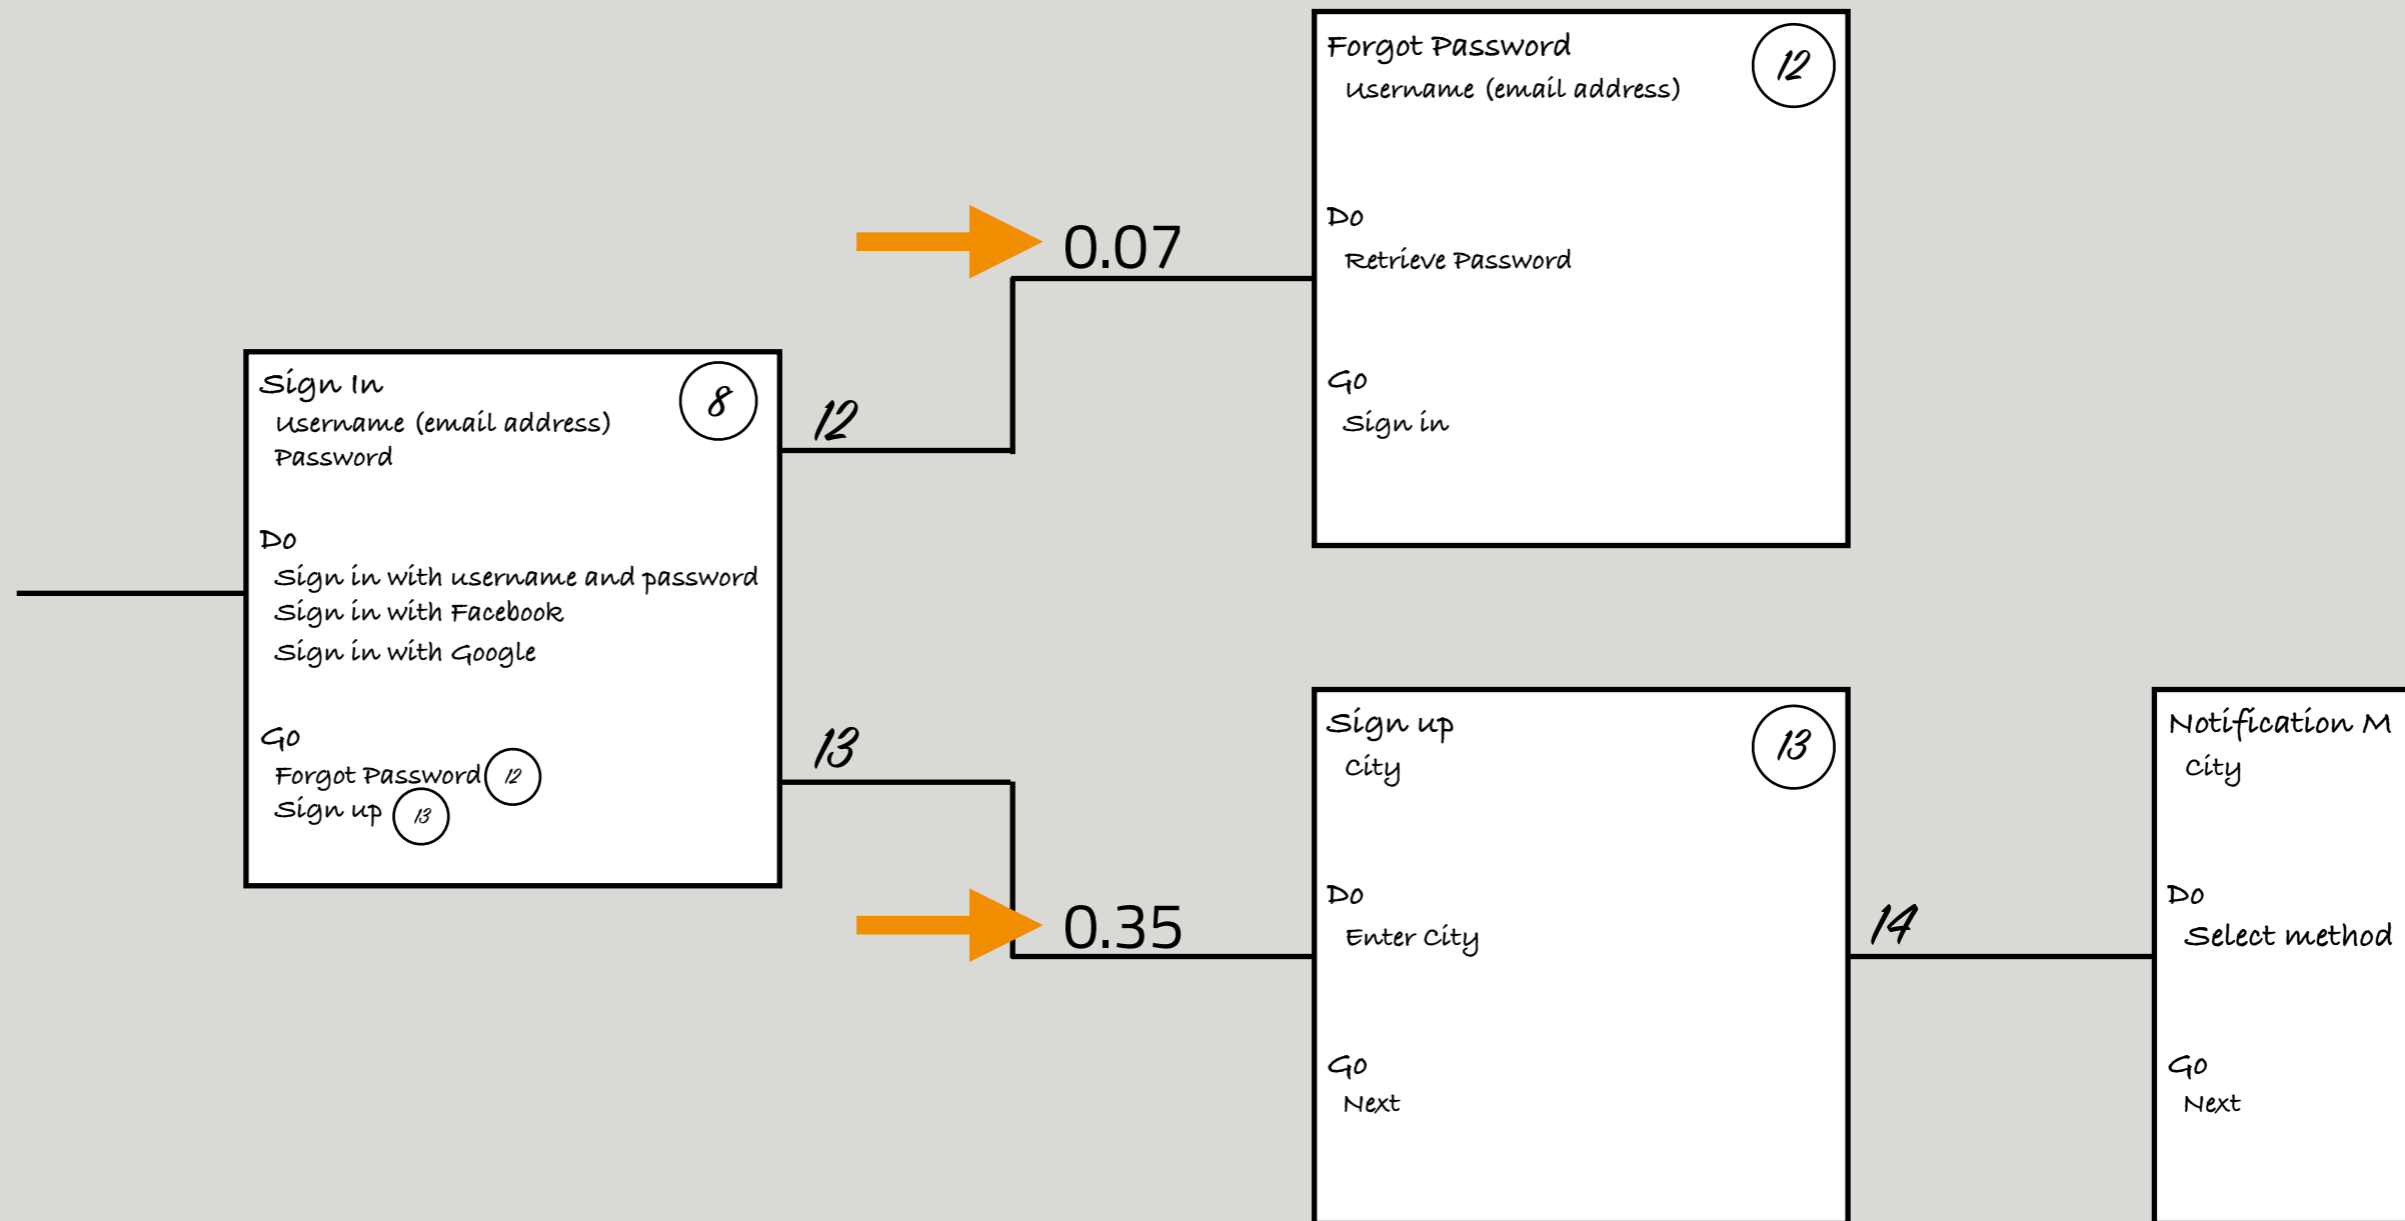 Forgot Password
12
Username (email address)
Do
Retrieve Password
Go
Sign in
0.07
Sign In
8
Username (email address)
Password
Do
Sign in with username and password
Sign in with Facebook
Sign in with Google
Go
Forgot Password 12
Sign up 13
12
13
0.35
Sign up
13
City
Do
Enter City
Go
Next
14
Notification M
City
Do
Select method
Go
Next